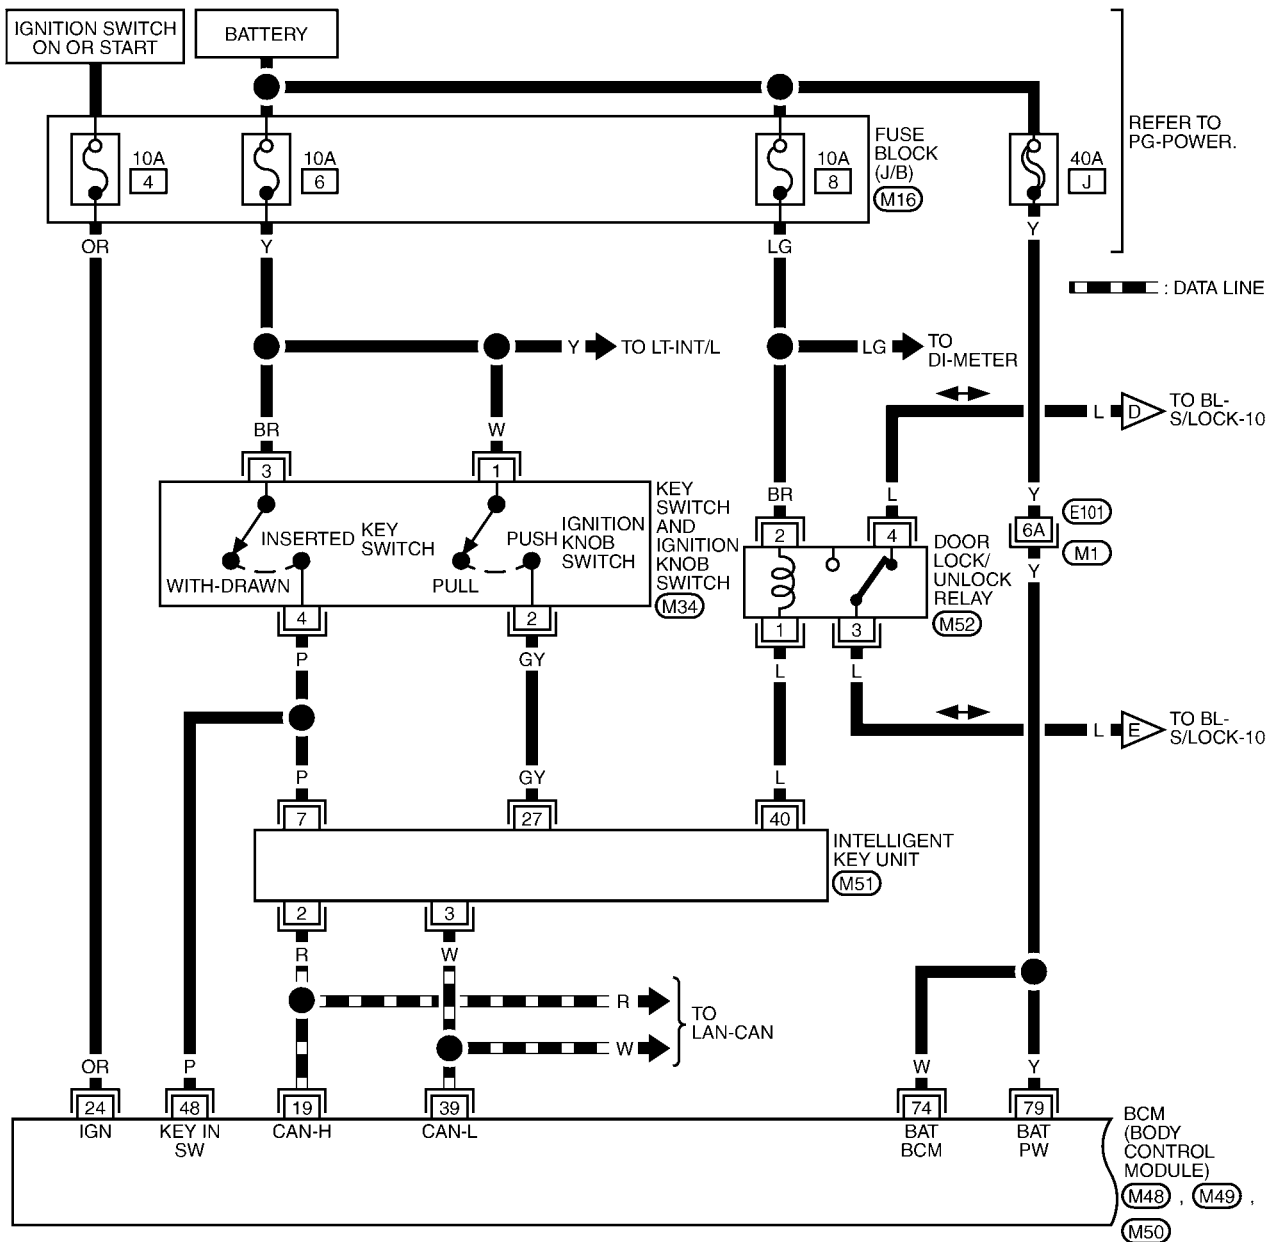 IGNITION SWITCH
ON OR START
BATTERY
REFER TO
PG-POWER.
10A
4
10A
6
10A
8
FUSE
BLOCK
(J/B)
M16
40A
J
OR
Y
LG
Y
: DATA LINE
Y
TO LT-INT/L
LG
TO
DI-METER
L
D
TO BL-
S/LOCK-10
BR
W
3
1
BR
L
Y
2
4
6A
E101
M1
Y
INSERTED
WITH-DRAWN
KEY
SWITCH
PUSH
PULL
IGNITION
KNOB
SWITCH
KEY
SWITCH
AND
IGNITION
KNOB
SWITCH
M34
DOOR
LOCK/
UNLOCK
RELAY
M52
4
2
1
3
P
GY
L
L
L
E
TO BL-
S/LOCK-10
P
GY
L
7
27
40
INTELLIGENT
KEY UNIT
M51
2
3
R
W
R
W
TO
LAN-CAN
OR
P
W
Y
24
48
19
39
74
79
IGN
KEY IN
SW
CAN-H
CAN-L
BAT
BCM
BAT
PW
BCM
(BODY
CONTROL
MODULE)
M48 , M49 ,
M50